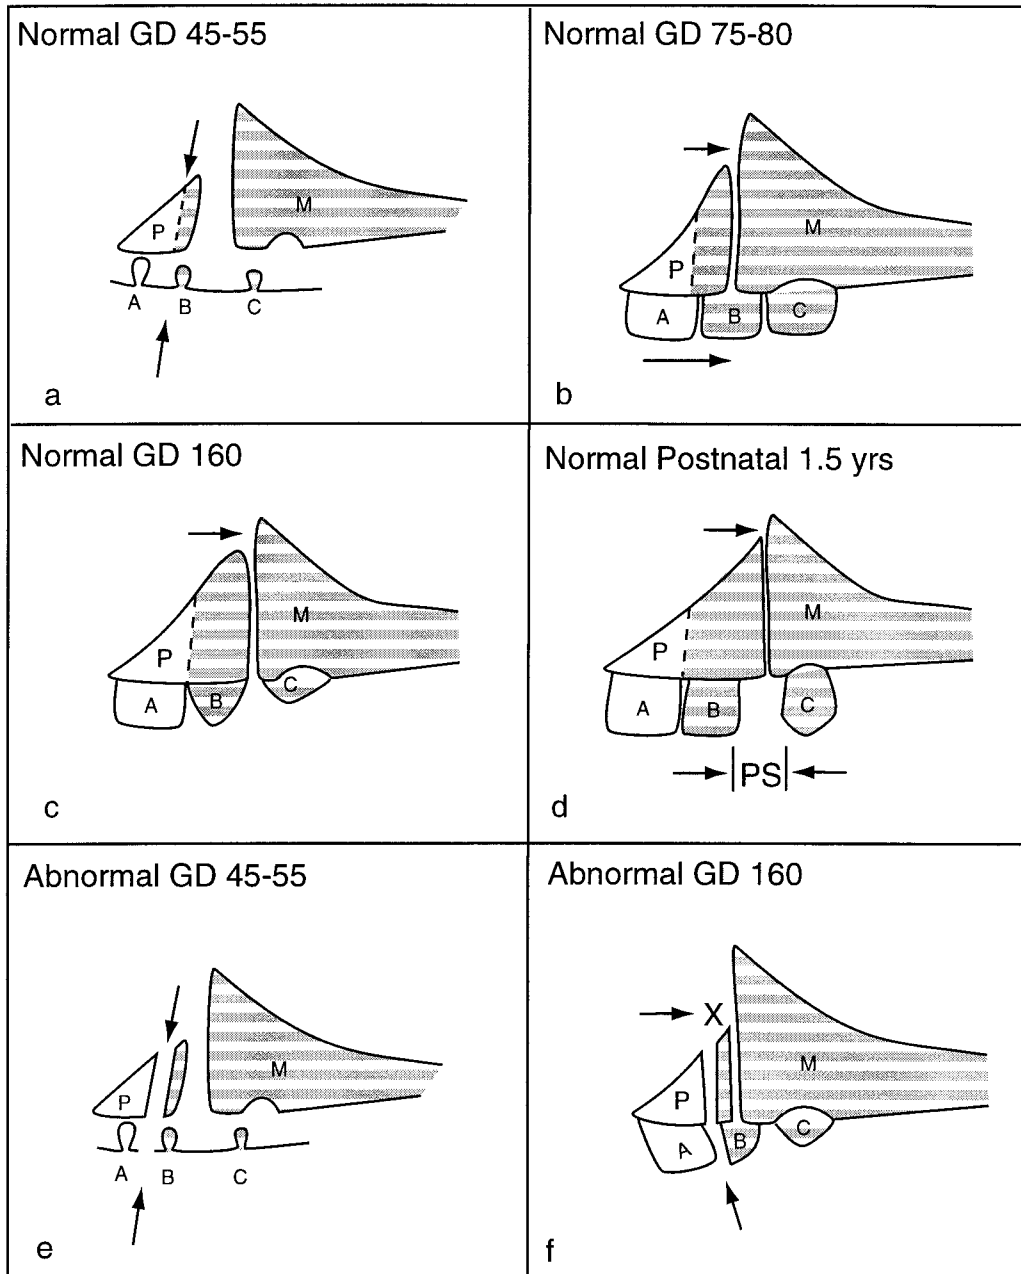 Normal GD 45-55
P
M
A B C
a
Normal GD 75-80
P
M
A B C
b
Normal GD 160
P
M
A B C
c
Normal Postnatal 1.5 yrs
P
M
A B C
PS
d
Abnormal GD 45-55
P
M
A B C
e
Abnormal GD 160
X
P
M
A B C
f